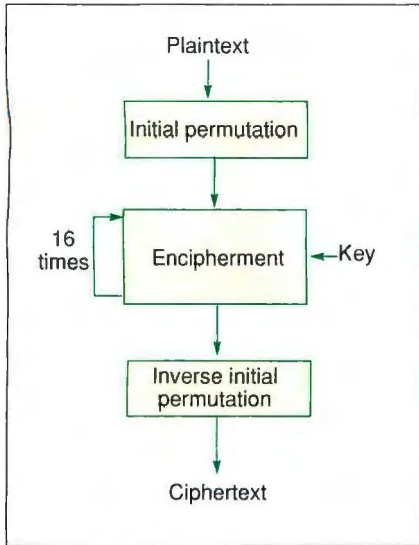 Plaintext
Initial permutation
16
times
Encipherment
Key
Inverse initial
permutation
Ciphertext